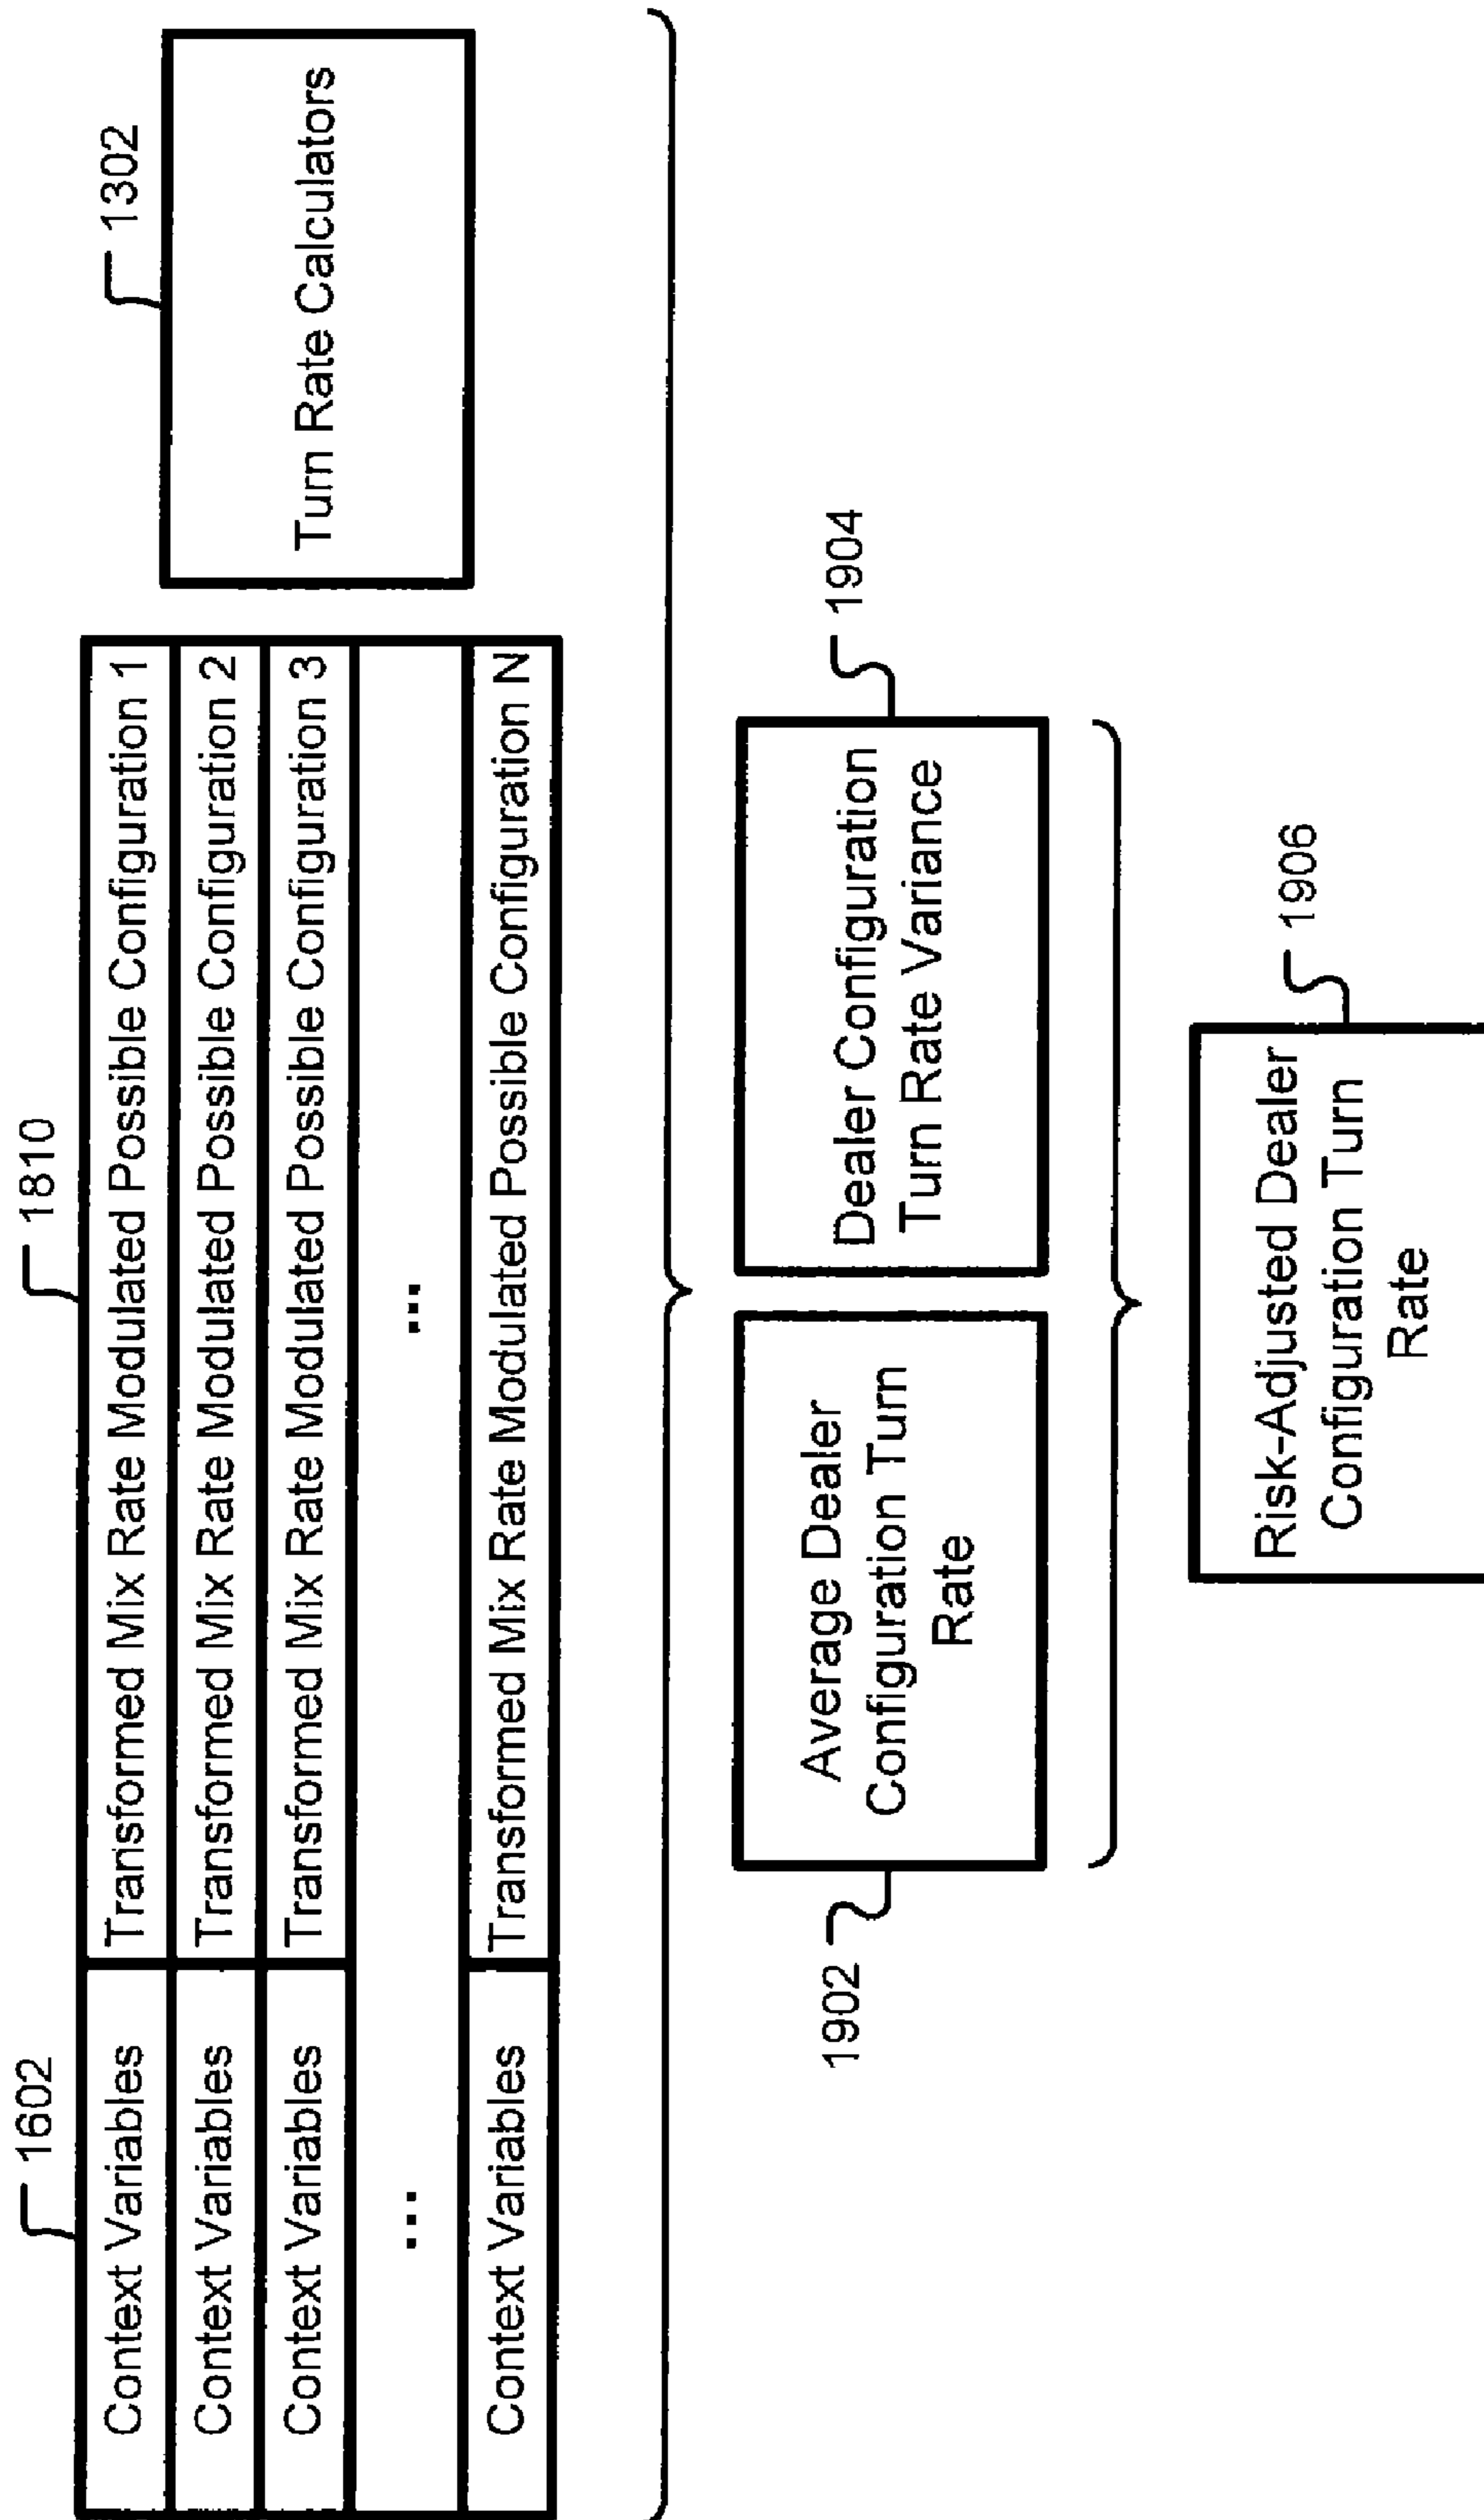 1602
1810
1302
Context Variables Transformed Mix Rate Modulated Possible Configuration 1
Context Variables Transformed Mix Rate Modulated Possible Configuration 2
Context Variables Transformed Mix Rate Modulated Possible Configuration 3
... ...
Context Variables Transformed Mix Rate Modulated Possible Configuration N
Turn Rate Calculators
1902
Average Dealer
Configuration Turn
Rate
Dealer Configuration
Turn Rate Variance
1904
Risk-Adjusted Dealer
Configuration Turn
Rate
1906